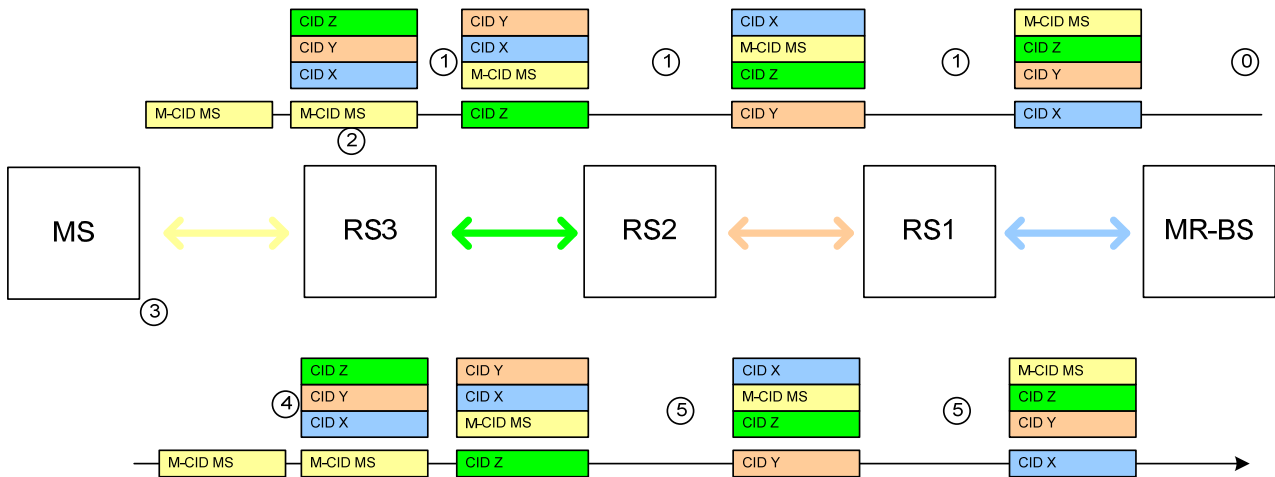 CID Z CID Y CID X M-CID MS
CID Y 1 CID X 1 M-CID MS 1 CID Z 0
CID X M-CID MS CID Z CID Y
M-CID MS M-CID MS CID Z CID Y CID X
2
MS RS3 RS2 RS1 MR-BS
3
CID Z CID Y CID X M-CID MS
4 CID Y CID X 5 M-CID MS 5 CID Z
CID X M-CID MS CID Z CID Y
M-CID MS M-CID MS CID Z CID Y CID X